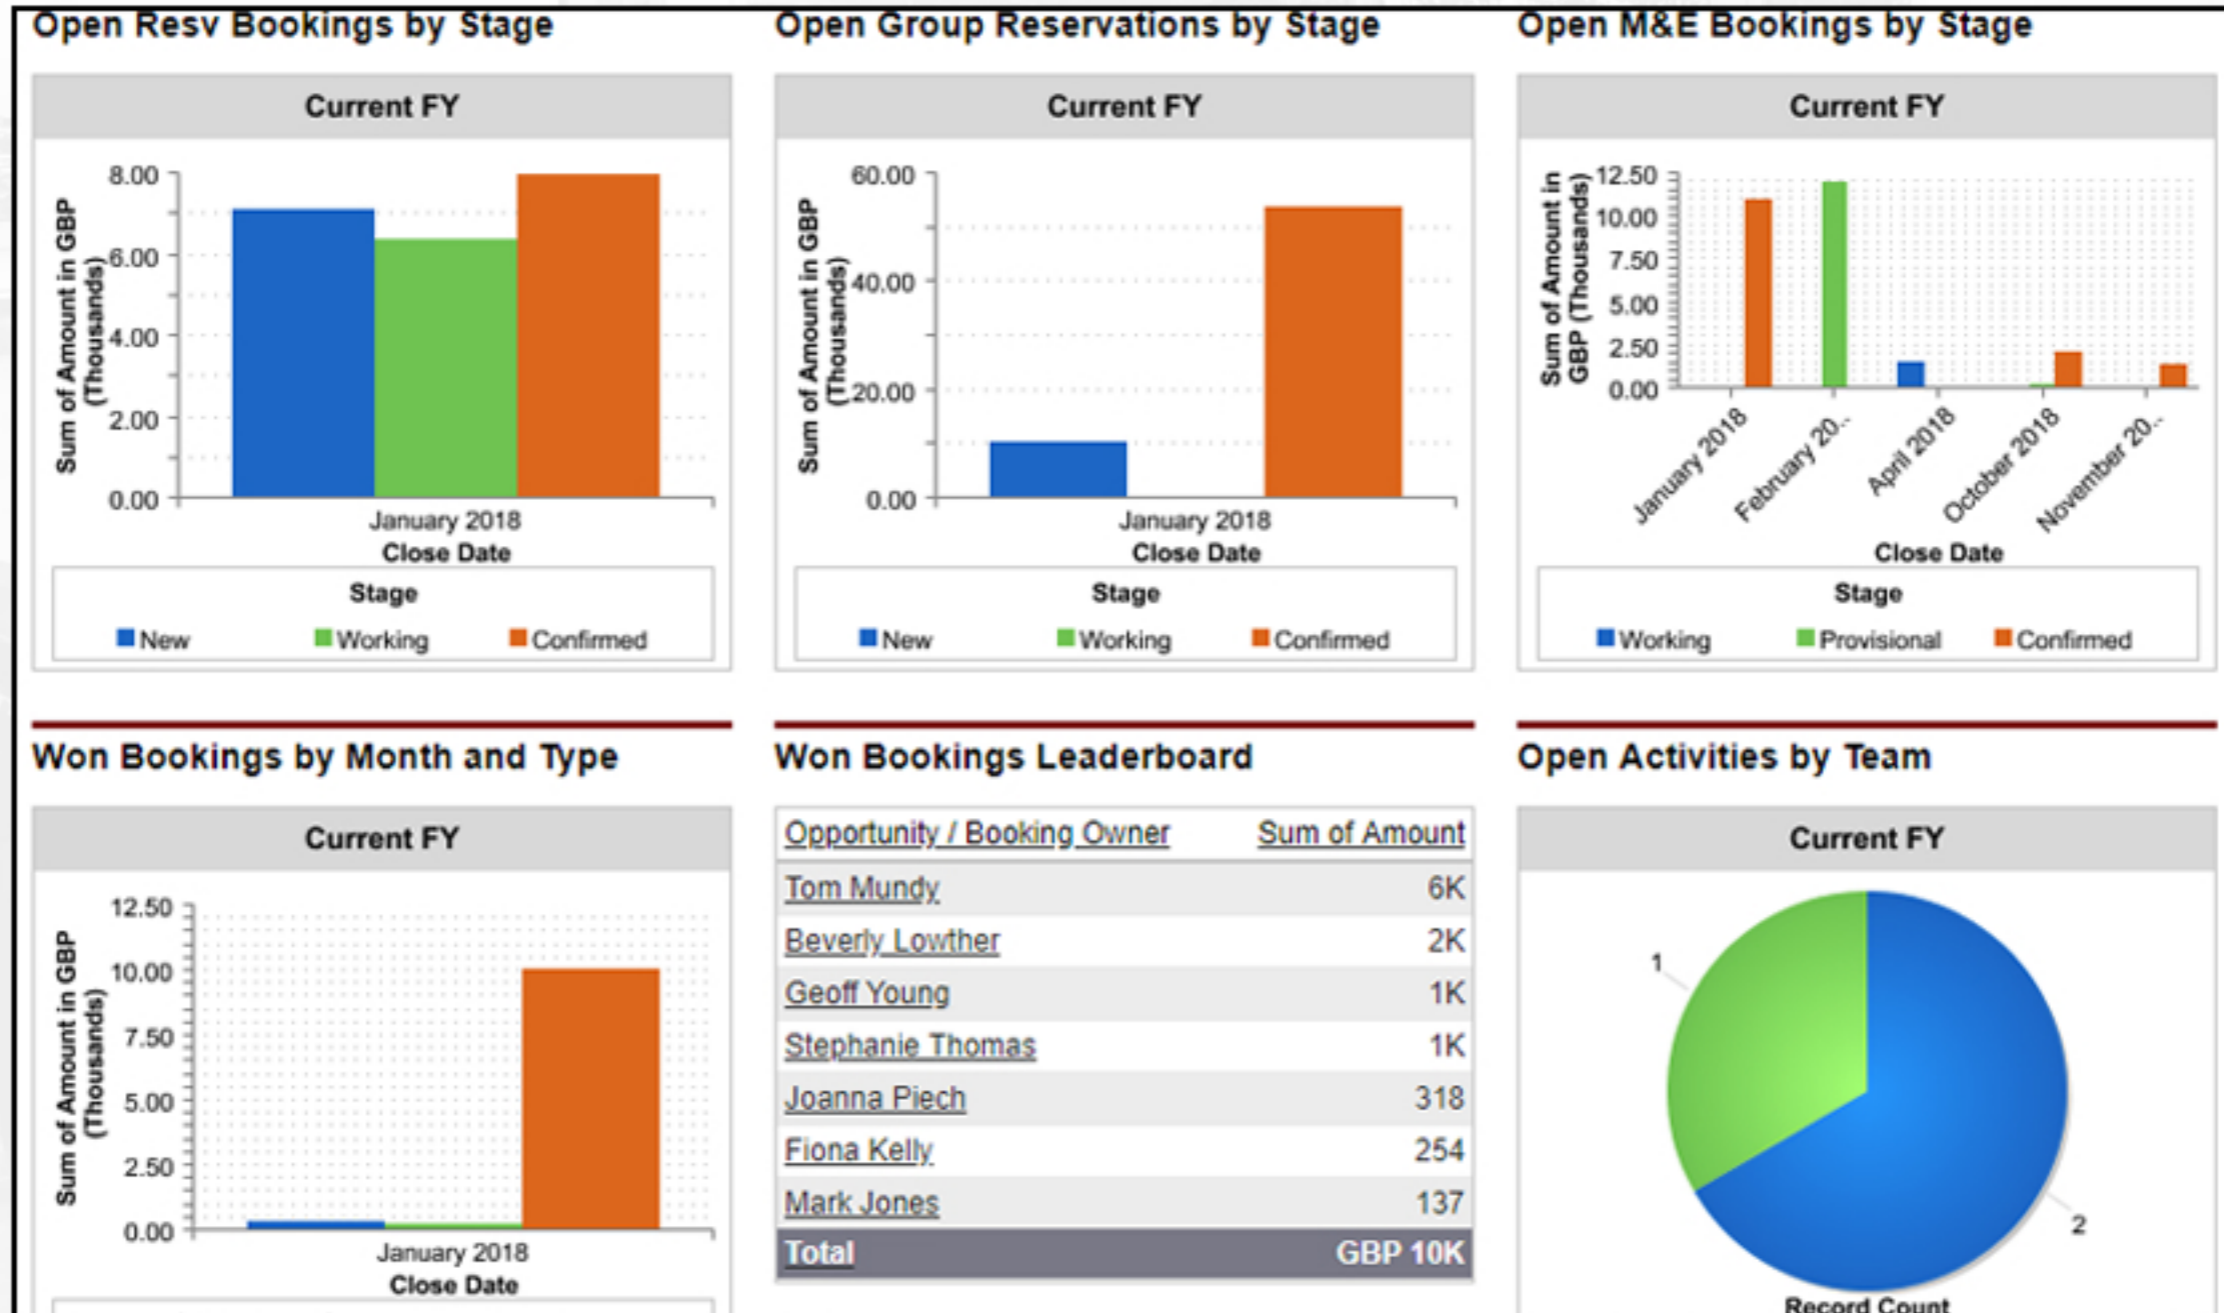 Open Resv Bookings by Stage
Current FY
Sum of Amount in GBP
(Thousands)
8.00
6.00
4.00
2.00
0.00
January 2018
Close Date
Stage
New
Working
Confirmed
Open Group Reservations by Stage
Current FY
Sum of Amount in GBP
(Thousands)
60.00
40.00
20.00
0.00
January 2018
Close Date
Stage
New
Working
Confirmed
Open M&E Bookings by Stage
Current FY
Sum of Amount in
GBP (Thousands)
12.50
10.00
7.50
5.00
2.50
0.00
January 2018
February 20..
April 2018
October 2018
November 20..
Close Date
Stage
Working
Provisional
Confirmed
Won Bookings by Month and Type
Current FY
Sum of Amount in GBP
(Thousands)
12.50
10.00
7.50
5.00
2.50
0.00
January 2018
Close Date
Won Bookings Leaderboard
Opportunity / Booking Owner Sum of Amount
Tom Mundy 6K
Beverly Lowther 2K
Geoff Young 1K
Stephanie Thomas 1K
Joanna Piech 318
Fiona Kelly 254
Mark Jones 137
Total GBP 10K
Open Activities by Team
Current FY
1
2
Record Count